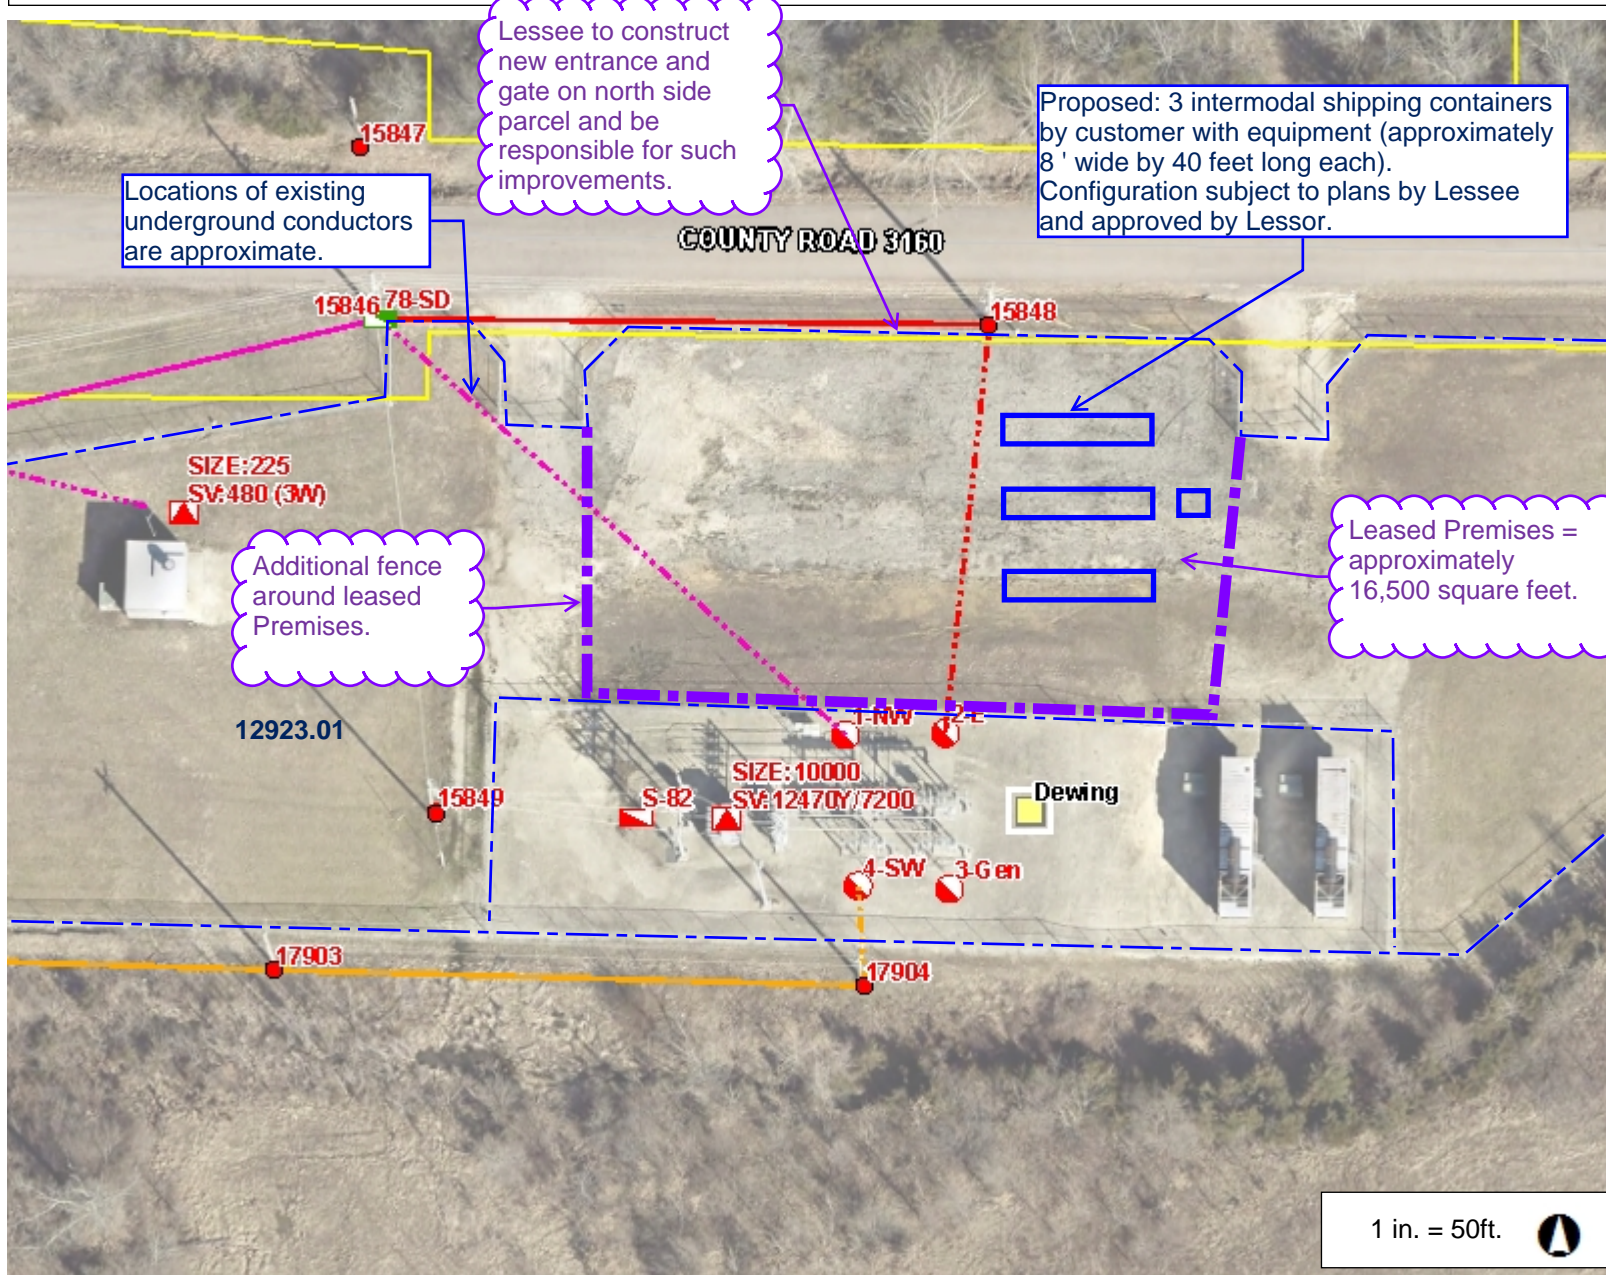 Lessee to construct
new entrance and
gate on north side
parcel and be
responsible for such
improvements.
Proposed: 3 intermodal shipping containers
by customer with equipment (approximately
8 ' wide by 40 feet long each).
Configuration subject to plans by Lessee
and approved by Lessor.
15847
Locations of existing
underground conductors
are approximate.
COUNTY ROAD 3160
15846
78-SD
15848
SIZE:225
SV:480 (3W)
Additional fence
around leased
Premises.
Leased Premises =
approximately
16,500 square feet.
12923.01
1-NW
2-E
SIZE:10000
SV:12470Y/7200
15849
S-82
Dewing
4-SW
3-Gen
17903
17904
1 in. = 50ft.